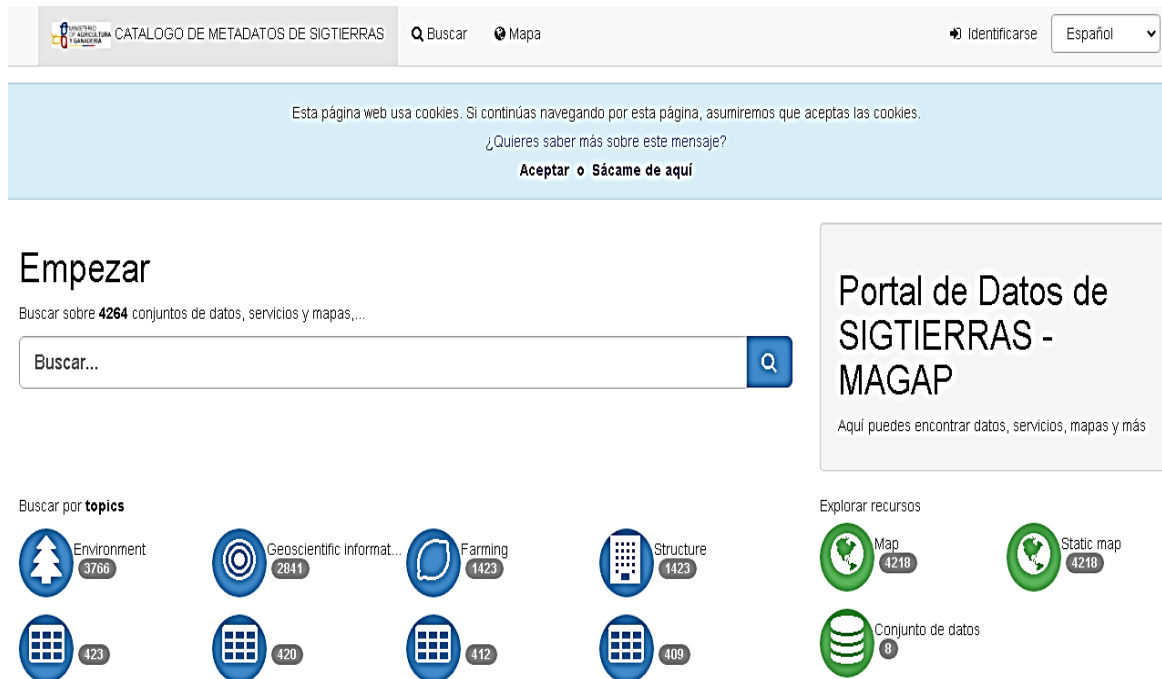 MINISTERIO
DE AGRICULTURA
Y GANADERIA
CATALOGO DE METADATOS DE SIGTIERRAS
Buscar
Mapa
Identificarse
Español
Esta página web usa cookies. Si continúas navegando por esta página, asumiremos que aceptas las cookies.
¿Quieres saber más sobre este mensaje?
Aceptar o Sácame de aquí
Empezar
Buscar sobre 4264 conjuntos de datos, servicios y mapas,...
Buscar...
Portal de Datos de
SIGTIERRAS -
MAGAP
Aquí puedes encontrar datos, servicios, mapas y más
Buscar por topics
Environment
3766
Geoscientific informat...
2841
Farming
1423
Structure
1423
423
420
412
409
Explorar recursos
Map
4218
Static map
4218
Conjunto de datos
8